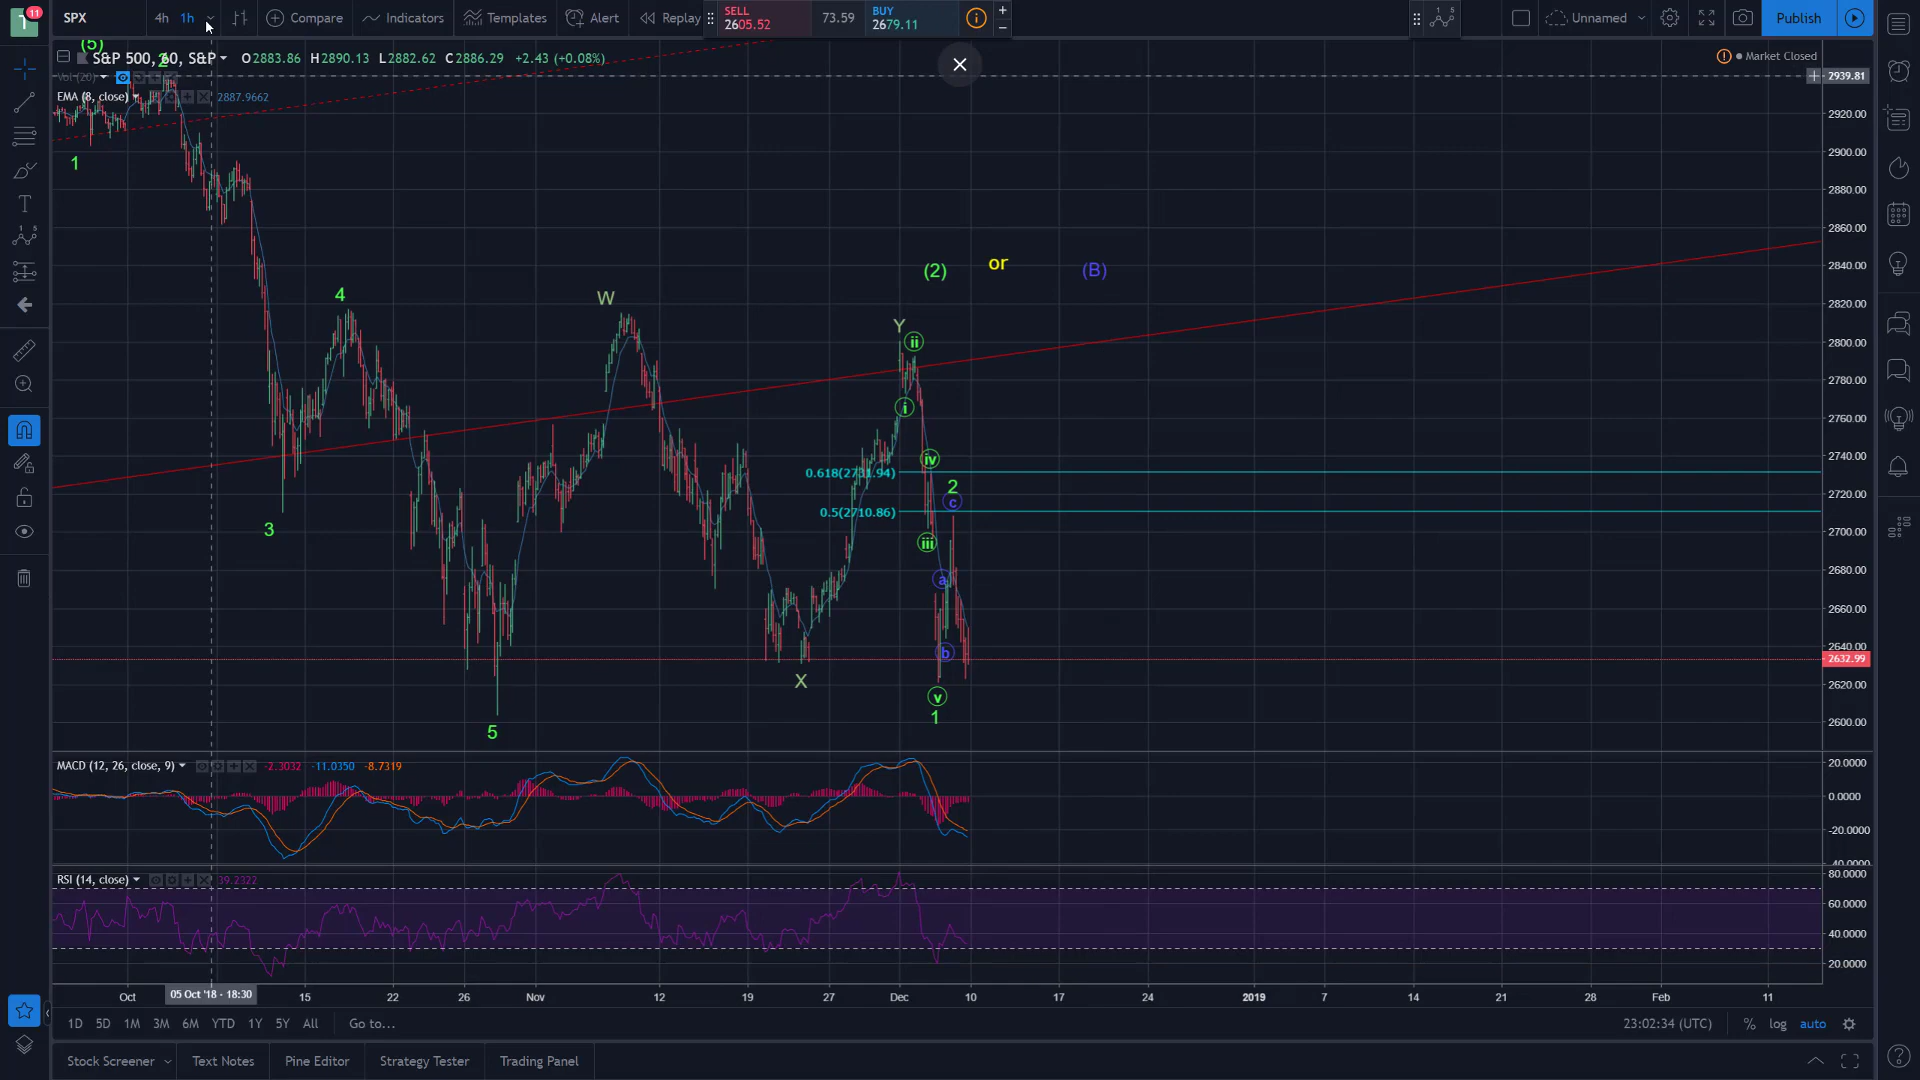 11
SPX
4h
1h
Compare
Indicators
Templates
Alert
Replay
SELL
2605.52
73.59
BUY
2679.11
Unnamed
Publish
(5)
2
S&P 500, 60, S&P
O2883.86 H2890.13 L2882.62 C2886.29 +2.43 (+0.08%)
Market Closed
Vol (20)
EMA (8, close)
2887.9662
2939.81
2920.00
2900.00
2880.00
2860.00
2840.00
2820.00
2800.00
2780.00
2760.00
2740.00
2720.00
2700.00
2680.00
2660.00
2640.00
2632.99
2620.00
2600.00
1
4
W
(2)
or
(B)
Y
ii
i
iv
0.618(2731.94)
2
c
0.5(2710.86)
3
iii
a
b
X
v
1
5
MACD (12, 26, close, 9)
-2.3032
-11.0350
-8.7319
20.0000
0.0000
-20.0000
-40.0000
RSI (14, close)
39.2322
80.0000
60.0000
40.0000
20.0000
Oct
05 Oct '18 - 18:30
15
22
26
Nov
12
19
27
Dec
10
17
24
2019
7
14
21
28
Feb
11
1D
5D
1M
3M
6M
YTD
1Y
5Y
All
Go to...
23:02:34 (UTC)
%
log
auto
Stock Screener
Text Notes
Pine Editor
Strategy Tester
Trading Panel